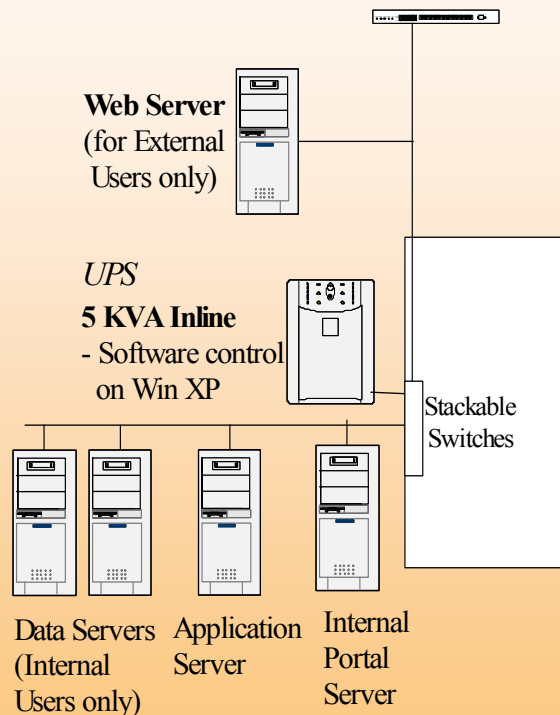 Web Server
(for External
Users only)
UPS
5 KVA Inline
- Software control
on Win XP
Stackable
Switches
Data Servers
(Internal
Users only)
Application
Server
Internal
Portal
Server